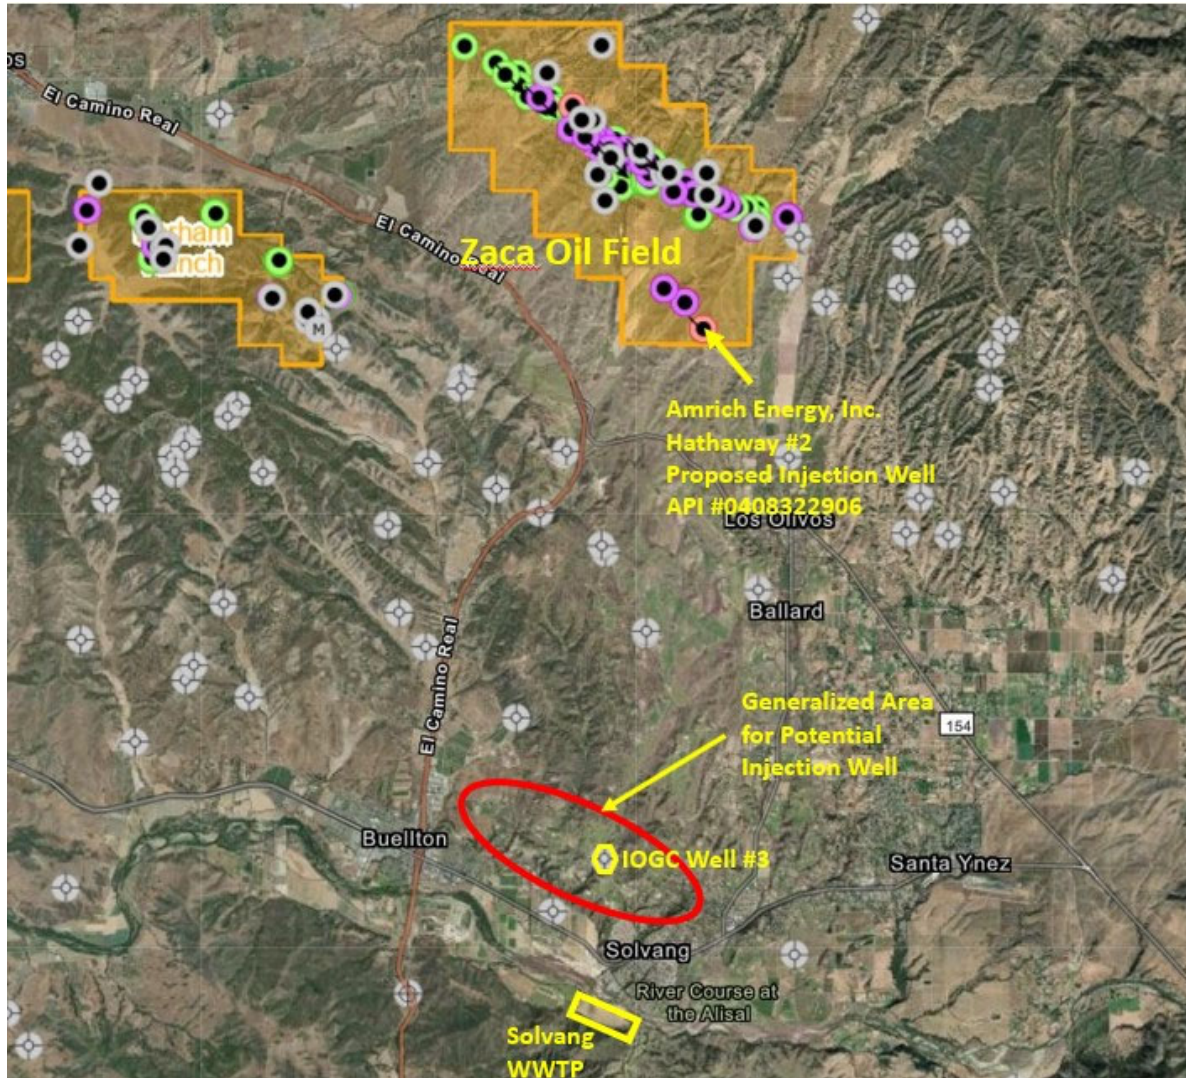 os
El Camino Real
El Camino Real
Zaca Oil Field
M
Amrich Energy, Inc.
Hathaway #2
Proposed Injection Well
API #0408322906
Los Olivos
Ballard
El Camino Real
Generalized Area
for Potential
Injection Well
154
Buellton
IOGC Well #3
Santa Ynez
Solvang
River Course at
the Alisal
Solvang
WWTP